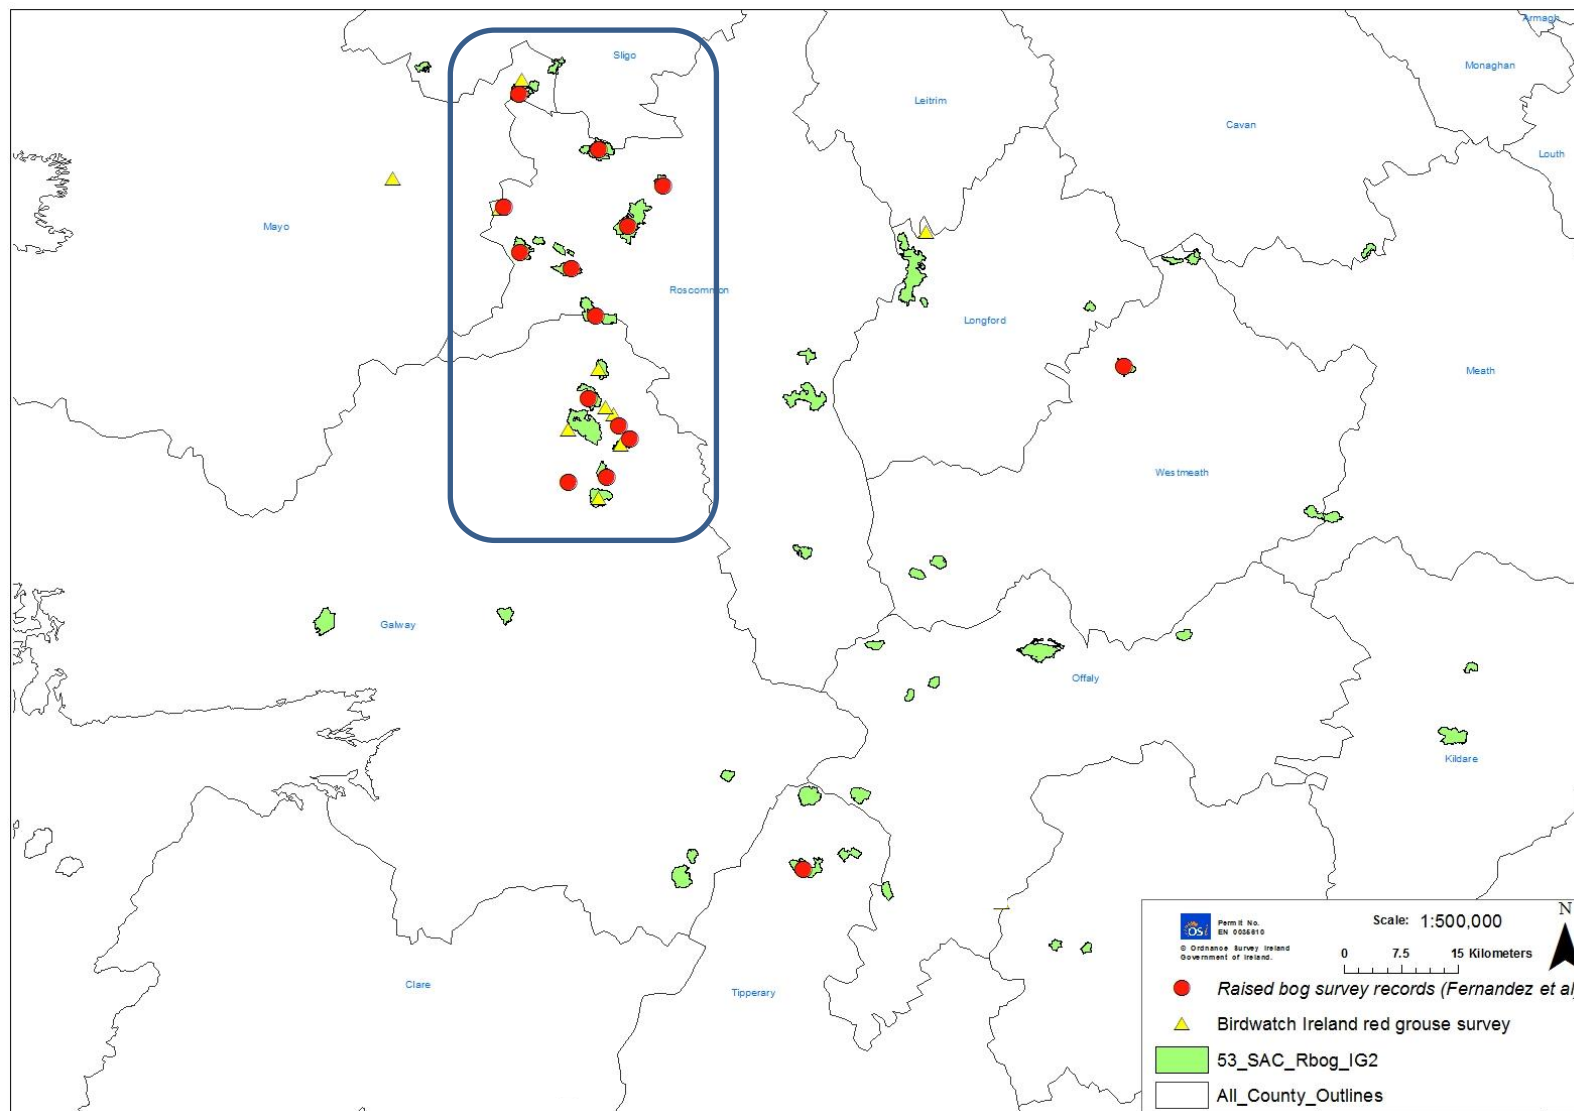 Armagh
Sligo
Monaghan
Leitrim
Cavan
Louth
Mayo
Roscommon
Longford
Meath
Westmeath
Galway
Offaly
Kildare
Clare
Tipperary
Permit No.
EN 0035610
© Ordnance Survey Ireland
Government of Ireland.
OSi
Scale: 1:500,000
N
0 7.5 15 Kilometers
Raised bog survey records (Fernandez et al,
Birdwatch Ireland red grouse survey
53_SAC_Rbog_IG2
All_County_Outlines